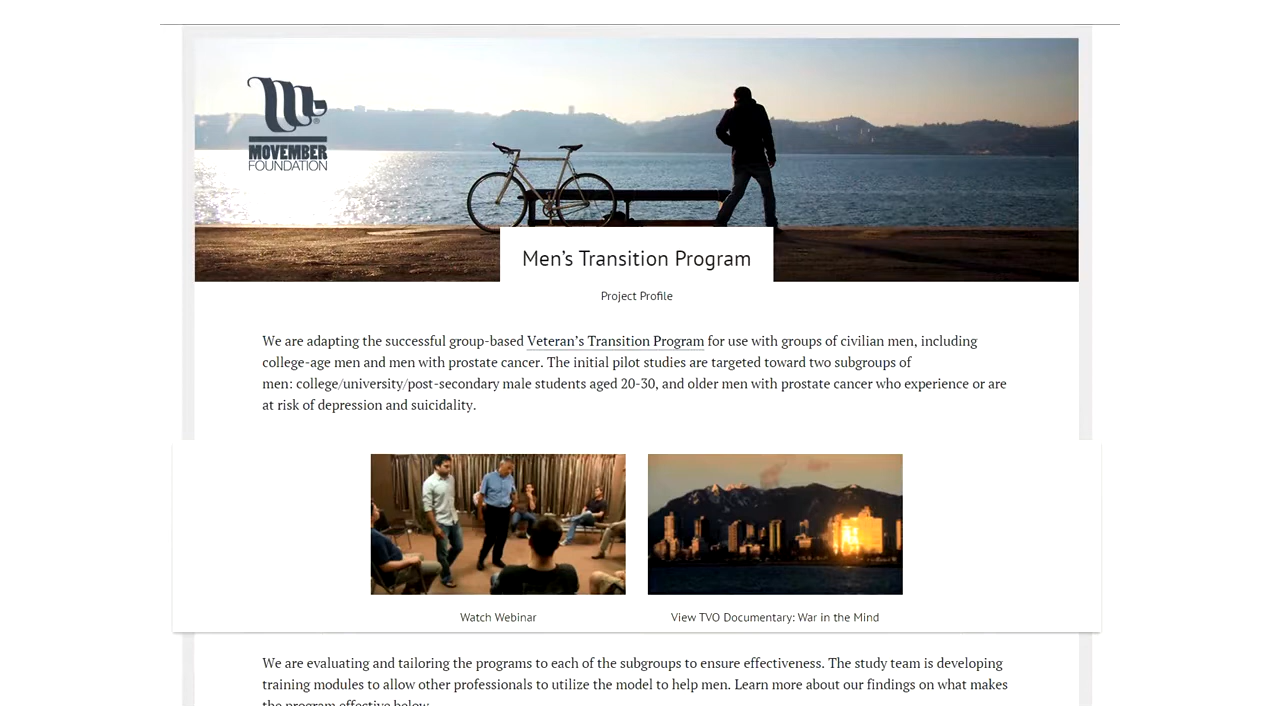 MOVEMBER
FOUNDATION
Men's Transition Program
Project Profile
We are adapting the successful group-based Veteran's Transition Program for use with groups of civilian men, including
college-age men and men with prostate cancer. The initial pilot studies are targeted toward two subgroups of
men: college/university/post-secondary male students aged 20-30, and older men with prostate cancer who experience or are
at risk of depression and suicidality.
Watch Webinar
View TVO Documentary: War in the Mind
We are evaluating and tailoring the programs to each of the subgroups to ensure effectiveness. The study team is developing
training modules to allow other professionals to utilize the model to help men. Learn more about our findings on what makes
the program effective below.